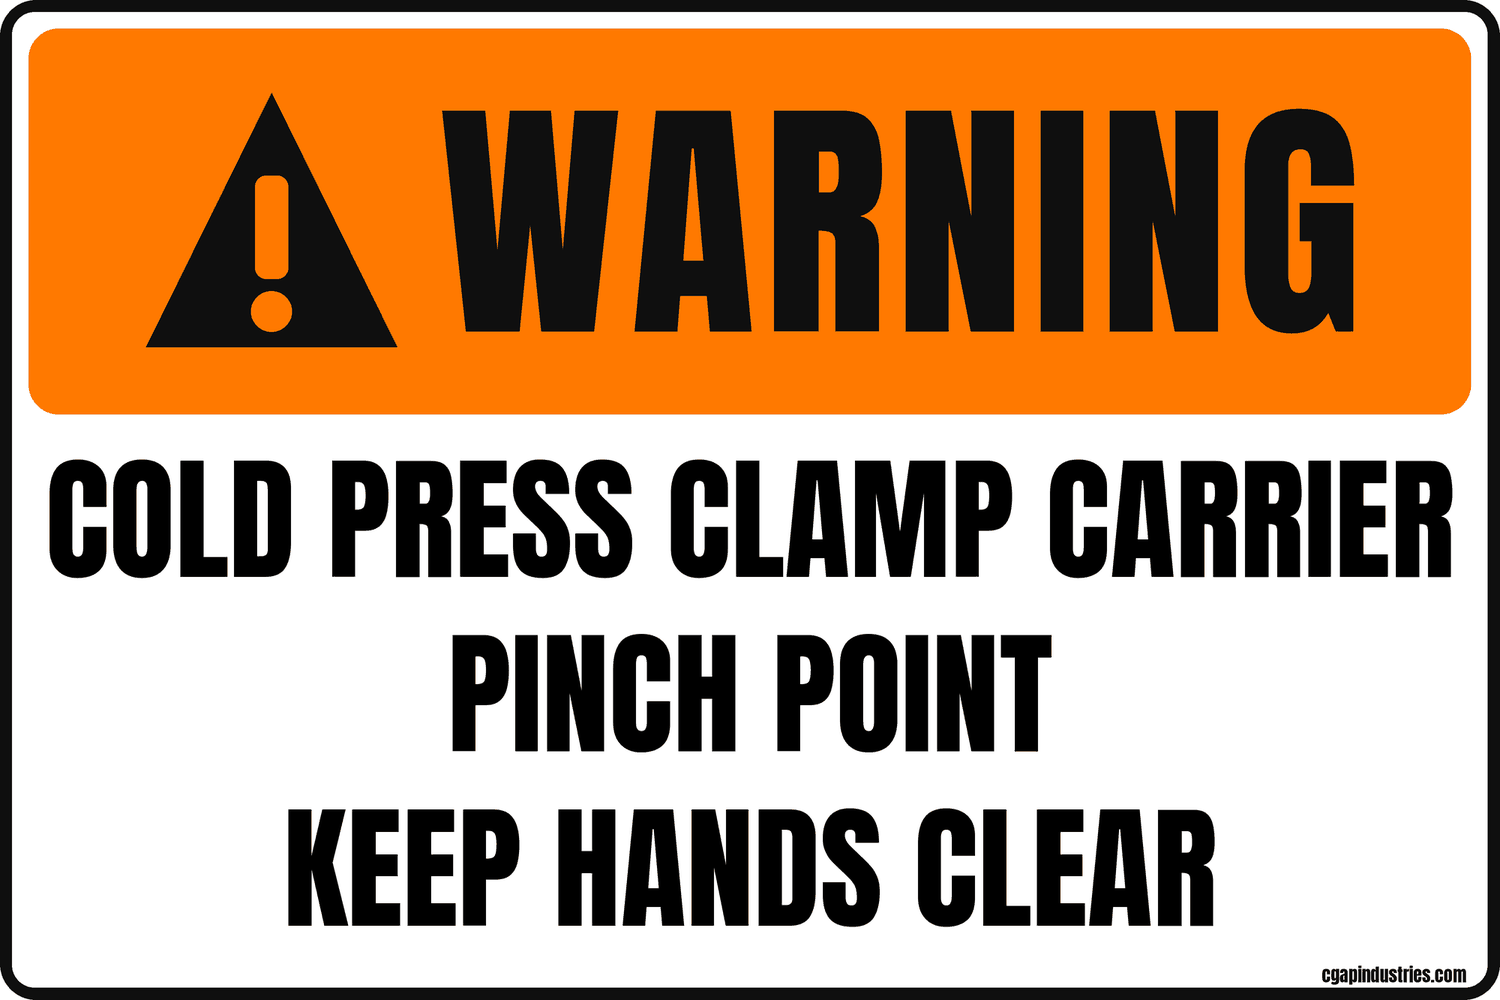 WARNING
COLD PRESS CLAMP CARRIER
PINCH POINT
KEEP HANDS CLEAR
cgapindustries.com